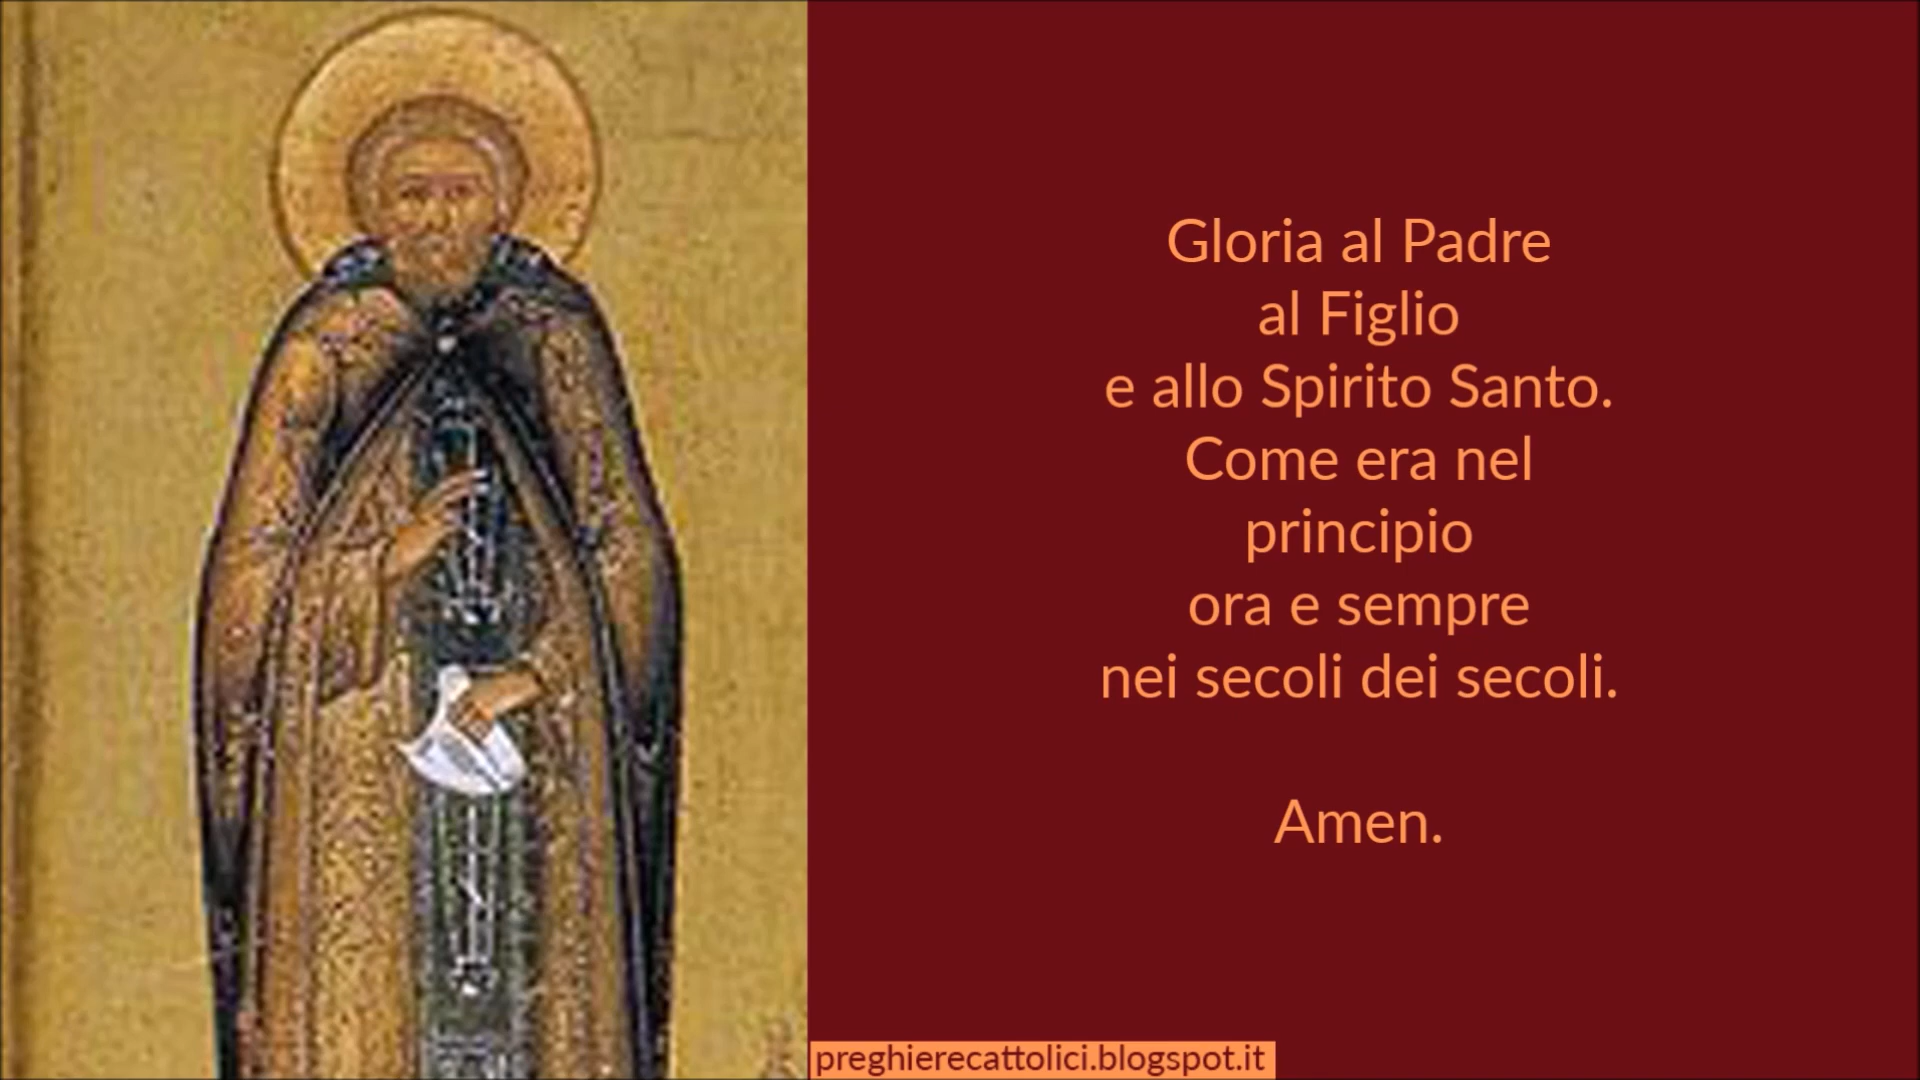 Gloria al Padre
al Figlio
e allo Spirito Santo.
Come era nel
principio
ora e sempre
nei secoli dei secoli.
Amen.
preghierecattolici.blogspot.it